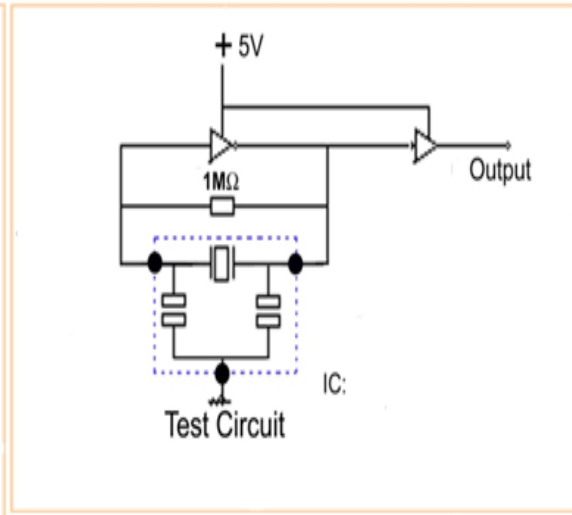 + 5V
1MΩ
Output
IC:
Test Circuit